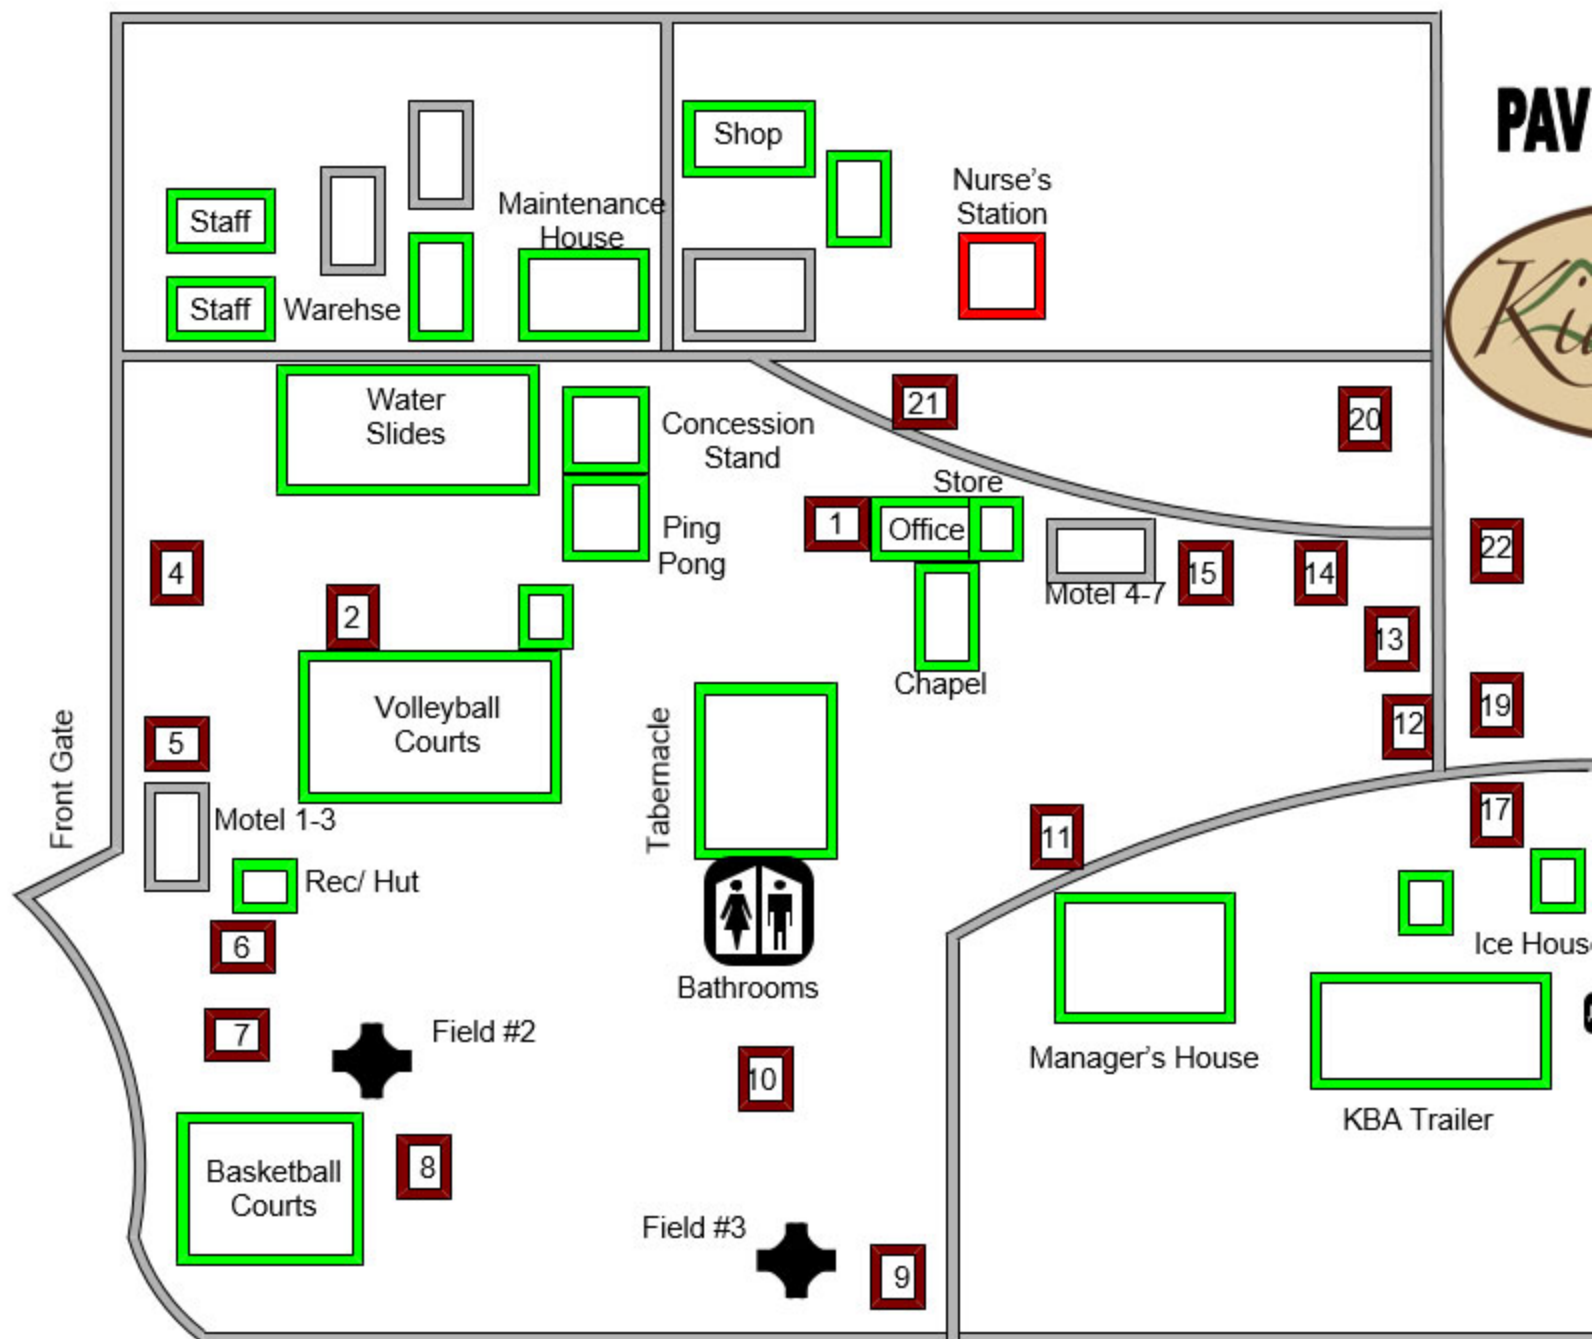 PAV
Shop
Nurse's
Station
Maintenance
House
Staff
Staff
Warehse
Water
Slides
Concession
Stand
21
20
Store
1
Office
Ping
Pong
22
4
15
14
Motel 4-7
2
13
Chapel
Volleyball
Courts
19
12
5
Front Gate
Tabernacle
Motel 1-3
17
11
Rec/ Hut
6
Ice House
Bathrooms
7
Field #2
Manager's House
10
KBA Trailer
8
Basketball
Courts
Field #3
9